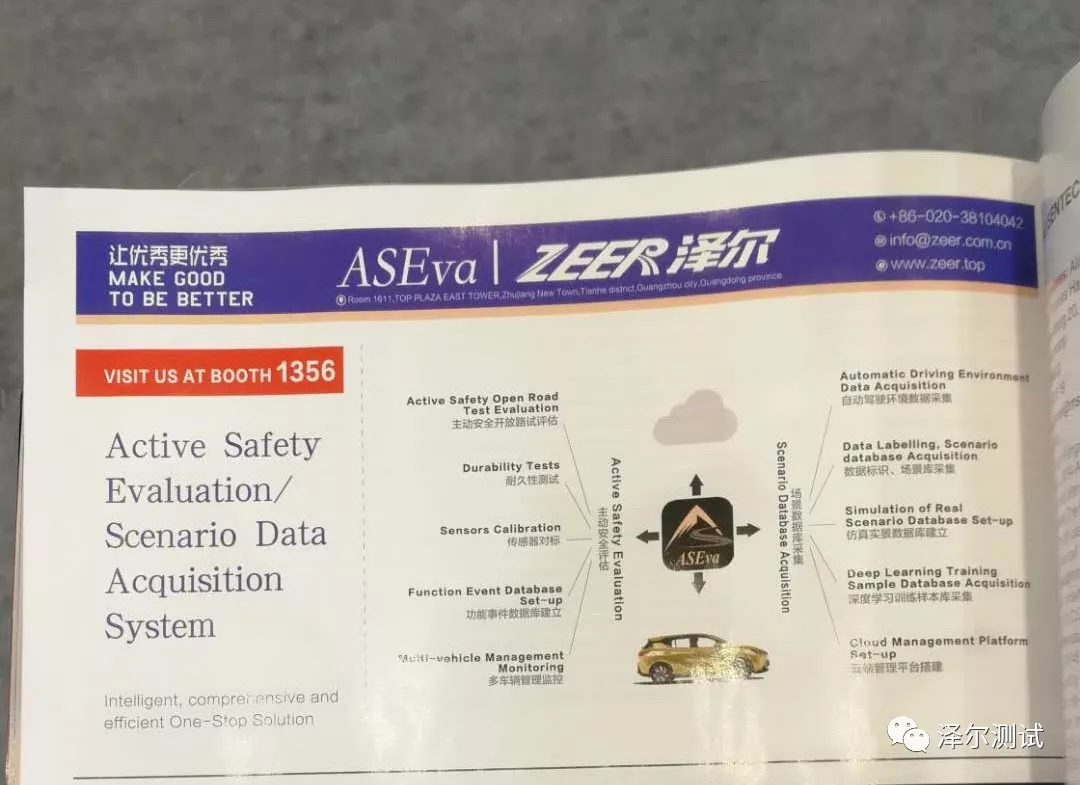 让优秀更优秀
MAKE GOOD
TO BE BETTER
ASEva | ZEER 泽尔
Room 1611,TOP PLAZA EAST TOWER,Zhujiang New Town,Tianhe district,Guangzhou city,Guangdong province
+86-020-38104042
info@zeer.com.cn
www.zeer.top
VISIT US AT BOOTH 1356
Active Safety
Evaluation/
Scenario Data
Acquisition
System
Intelligent, comprehensive and
efficient One-Stop Solution
Active Safety Open Road
Test Evaluation
主动安全开放路试评估
Durability Tests
耐久性测试
Sensors Calibration
传感器对标
Function Event Database
Set-up
功能事件数据库建立
Multi-vehicle Management
Monitoring
多车辆管理监控
Active Safety Evaluation
主动安全评估
ASEva
Scenario Database Acquisition
场景数据库采集
Automatic Driving Environment
Data Acquisition
自动驾驶环境数据采集
Data Labelling, Scenario
database Acquisition
数据标识、场景库采集
Simulation of Real
Scenario Database Set-up
仿真实景数据库建立
Deep Learning Training
Sample Database Acquisition
深度学习训练样本库采集
Cloud Management Platform
Set-up
云端管理平台搭建
泽尔测试